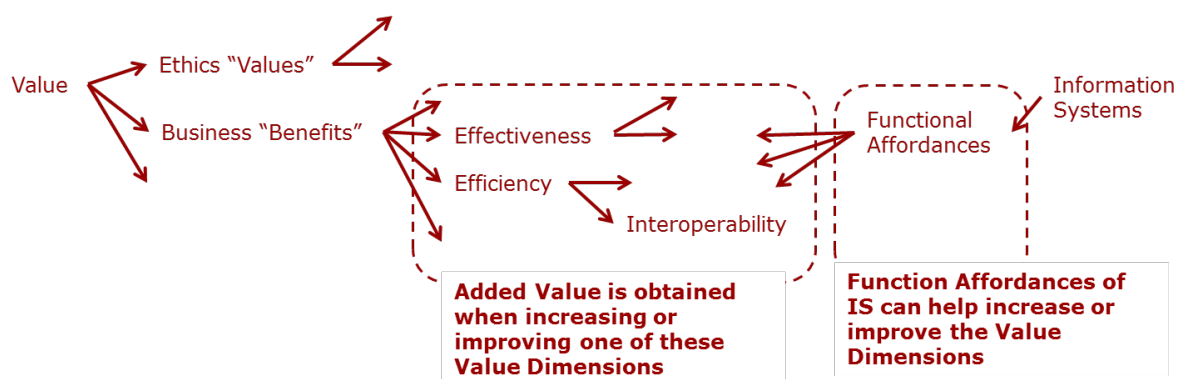 Value
Ethics “Values”
Business “Benefits”
Effectiveness
Efficiency
Interoperability
Functional
Affordances
Information
Systems
Added Value is obtained
when increasing or
improving one of these
Value Dimensions
Function Affordances of
IS can help increase or
improve the Value
Dimensions